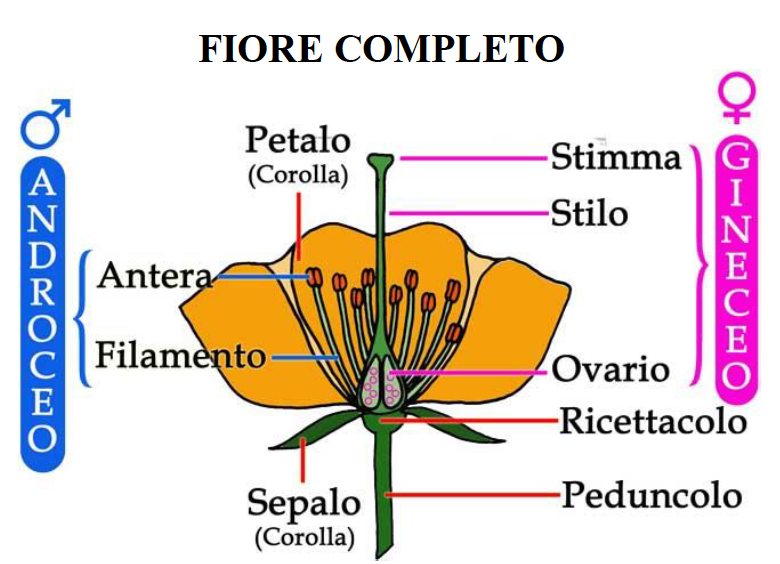 FIORE COMPLETO
ANDROCEO
Petalo
(Corolla)
Antera
Filamento
Sepalo
(Corolla)
Stimma
Stilo
Ovario
Ricettacolo
Peduncolo
GINECEO